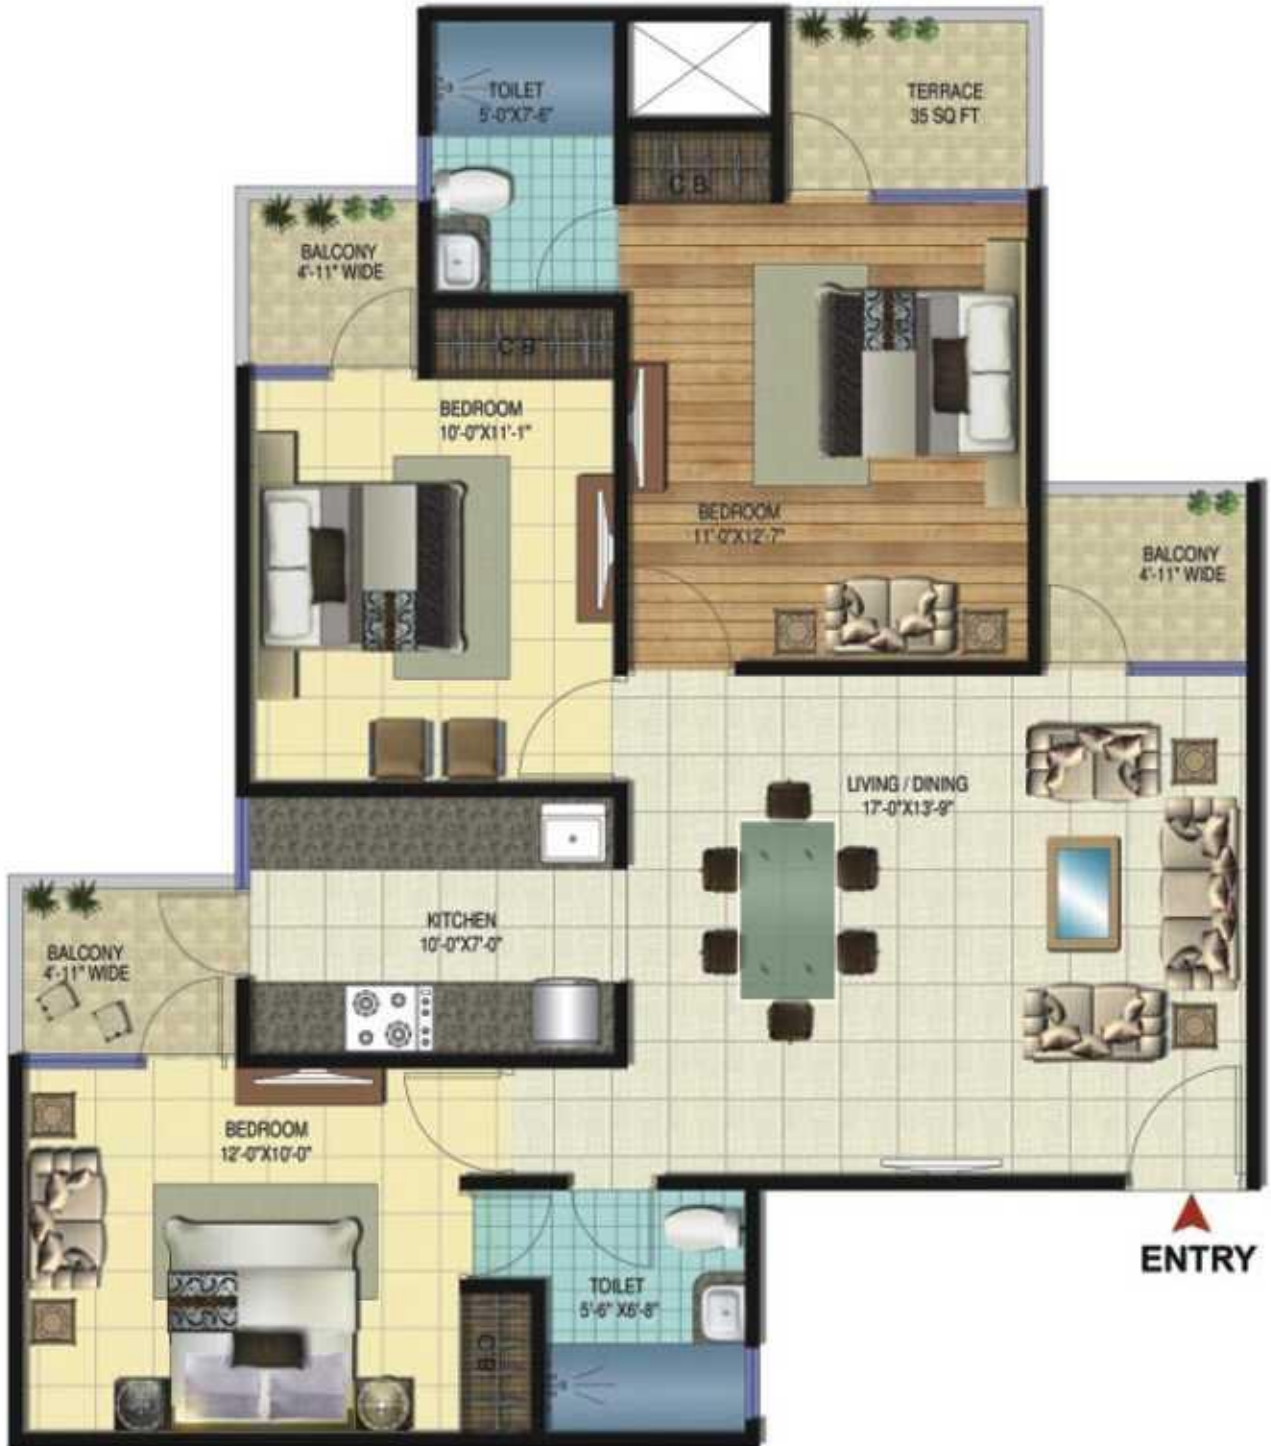 TOILET
5'-0"X7'-6"
TERRACE
35 SQ FT
C B
BALCONY
4'-11" WIDE
C B
BEDROOM
10'-0"X11'-1"
BEDROOM
11'-0"X12'-7"
BALCONY
4'-11" WIDE
LIVING / DINING
17'-0"X13'-9"
KITCHEN
10'-0"X7'-0"
BALCONY
4'-11" WIDE
BEDROOM
12'-0"X10'-0"
ENTRY
TOILET
5'-6" X6'-8"
CB